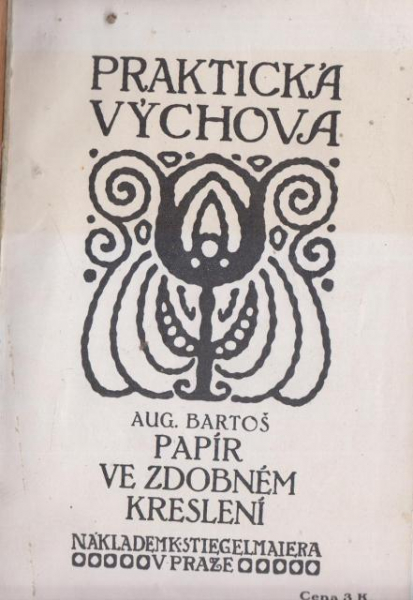 PRAKTICKÁ
VÝCHOVA
AUG. BARTOŠ
PAPÍR
VE ZDOBNÉM
KRESLENÍ
NÁKLADEM K. STIEGELMAIERA
V PRAZE
Cena 3 K